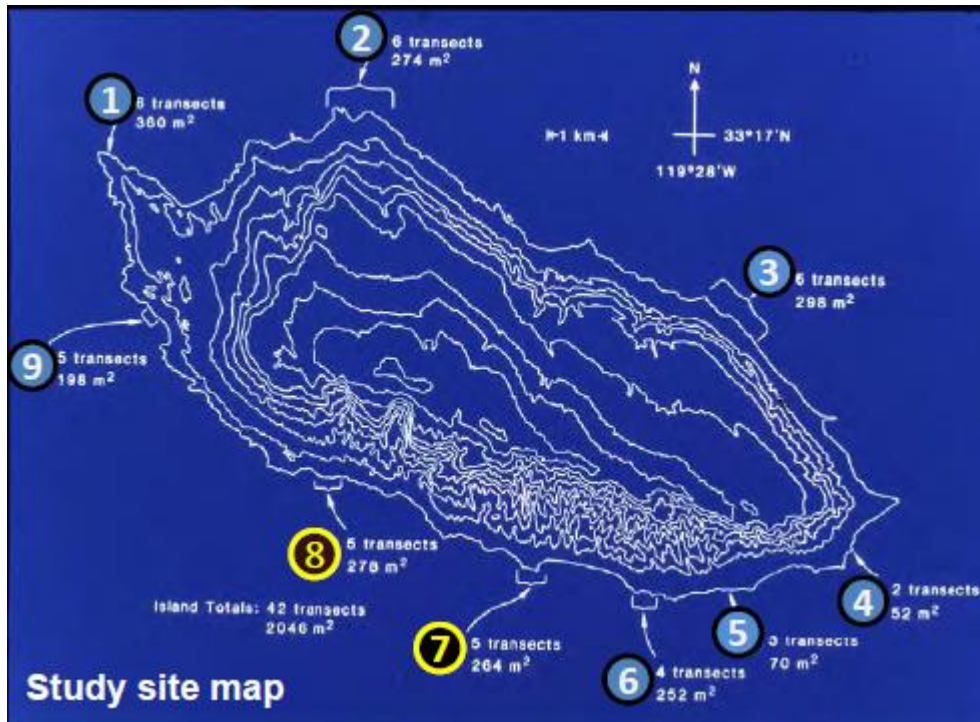 1
6 transects
360 m²
2
6 transects
274 m²
N
1 km
33°17'N
119°28'W
3
6 transects
298 m²
9
5 transects
198 m²
8
5 transects
278 m²
Island Totals: 42 transects
2046 m²
7
5 transects
264 m²
6
4 transects
252 m²
5
3 transects
70 m²
4
2 transects
52 m²
Study site map